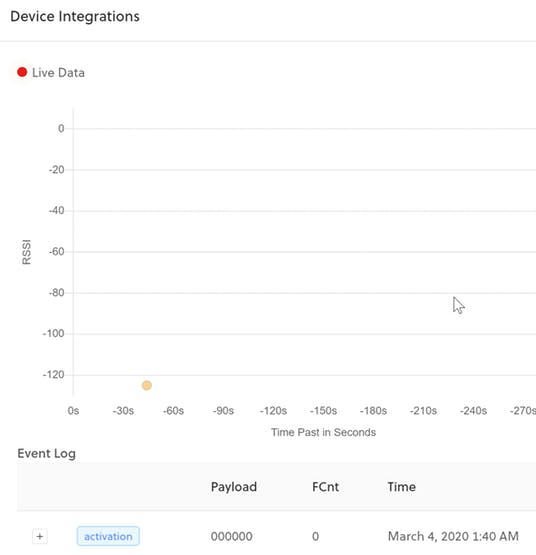 Device Integrations
Live Data
0
-20
-40
-60
-80
-100
-120
RSSI
0s -30s -60s -90s -120s -150s -180s -210s -240s -270s
Time Past in Seconds
Event Log
Payload FCnt Time
+ activation 000000 0 March 4, 2020 1:40 AM